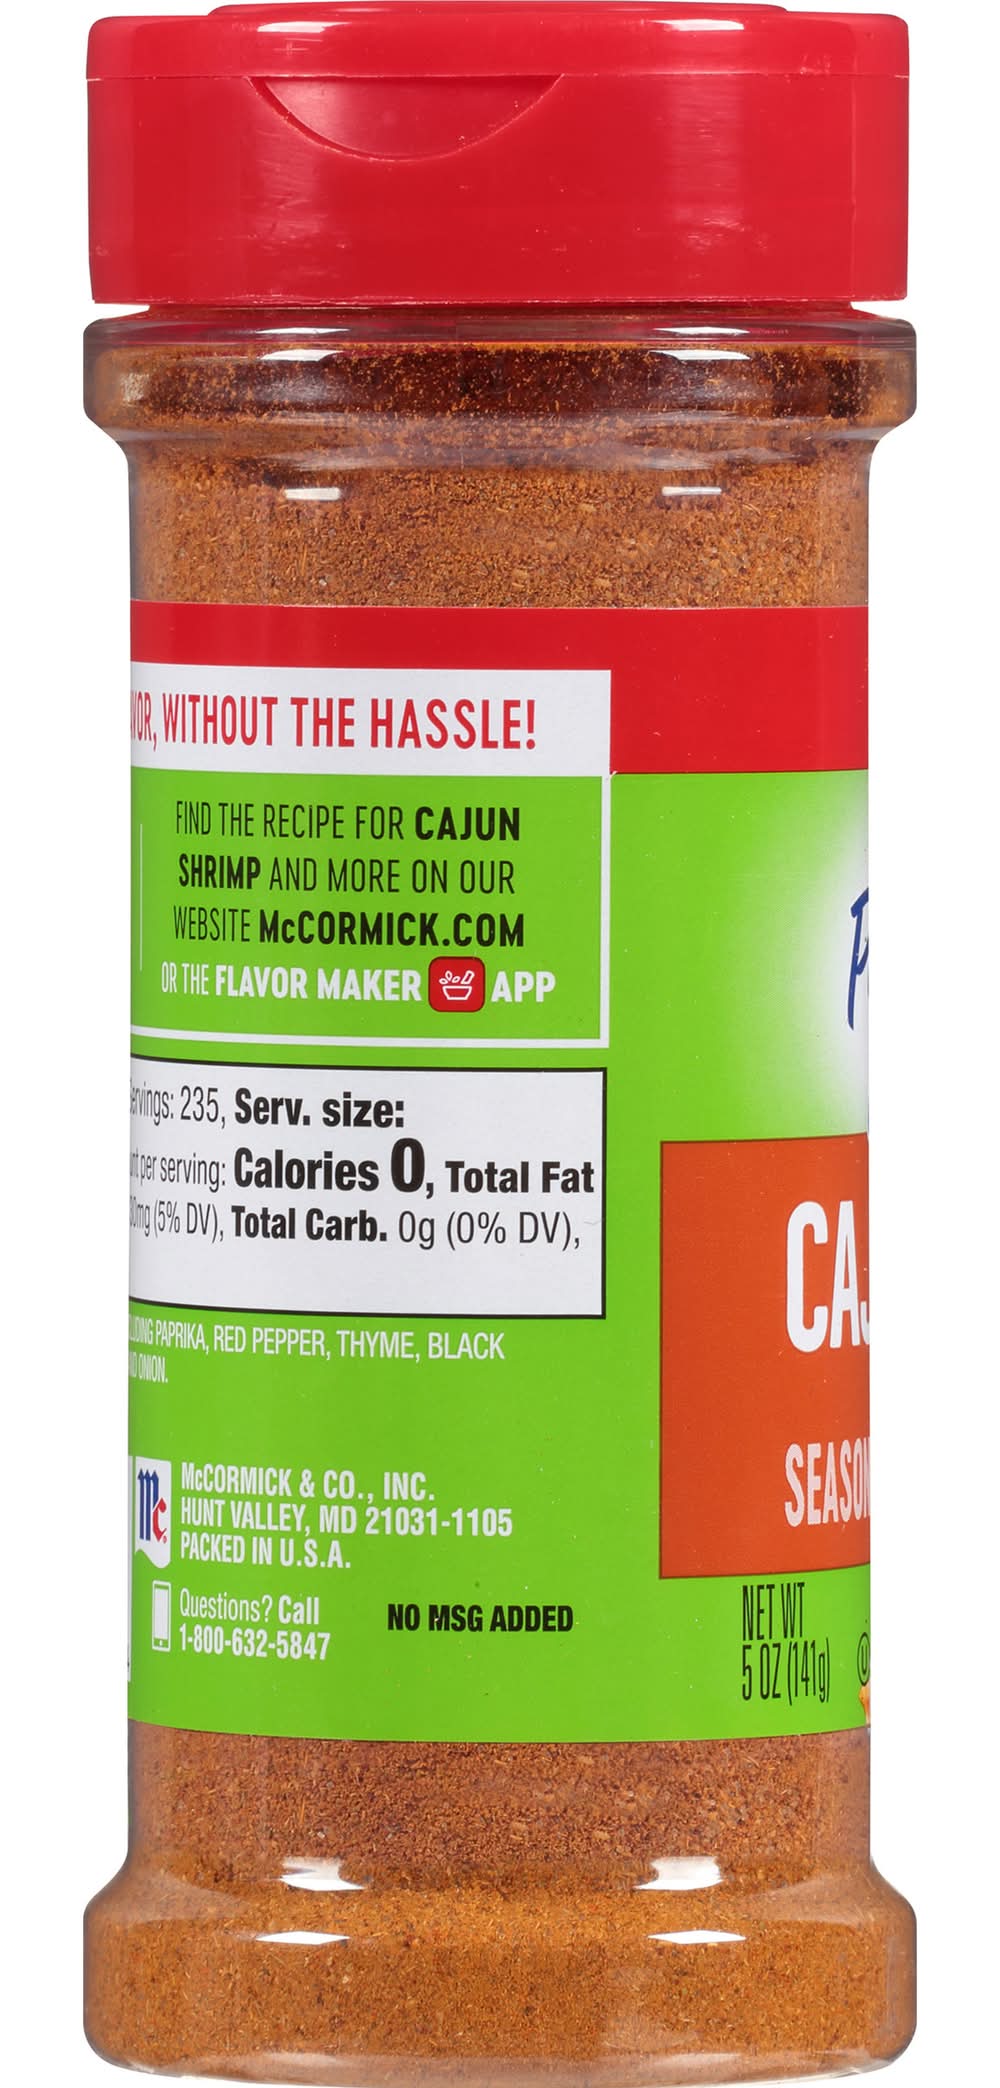 WITHOUT THE HASSLE!
FIND THE RECIPE FOR CAJUN
SHRIMP AND MORE ON OUR
WEBSITE McCORMICK.COM
OR THE FLAVOR MAKER APP
servings: 235, Serv. size:
per serving: Calories 0, Total Fat
(5% DV), Total Carb. 0g (0% DV),
PAPRIKA, RED PEPPER, THYME, BLACK
ONION.
Mc
McCORMICK & CO., INC.
HUNT VALLEY, MD 21031-1105
PACKED IN U.S.A.
Questions? Call
1-800-632-5847
NO MSG ADDED
CAJ
SEASON
NET WT
5 OZ (141g)
U